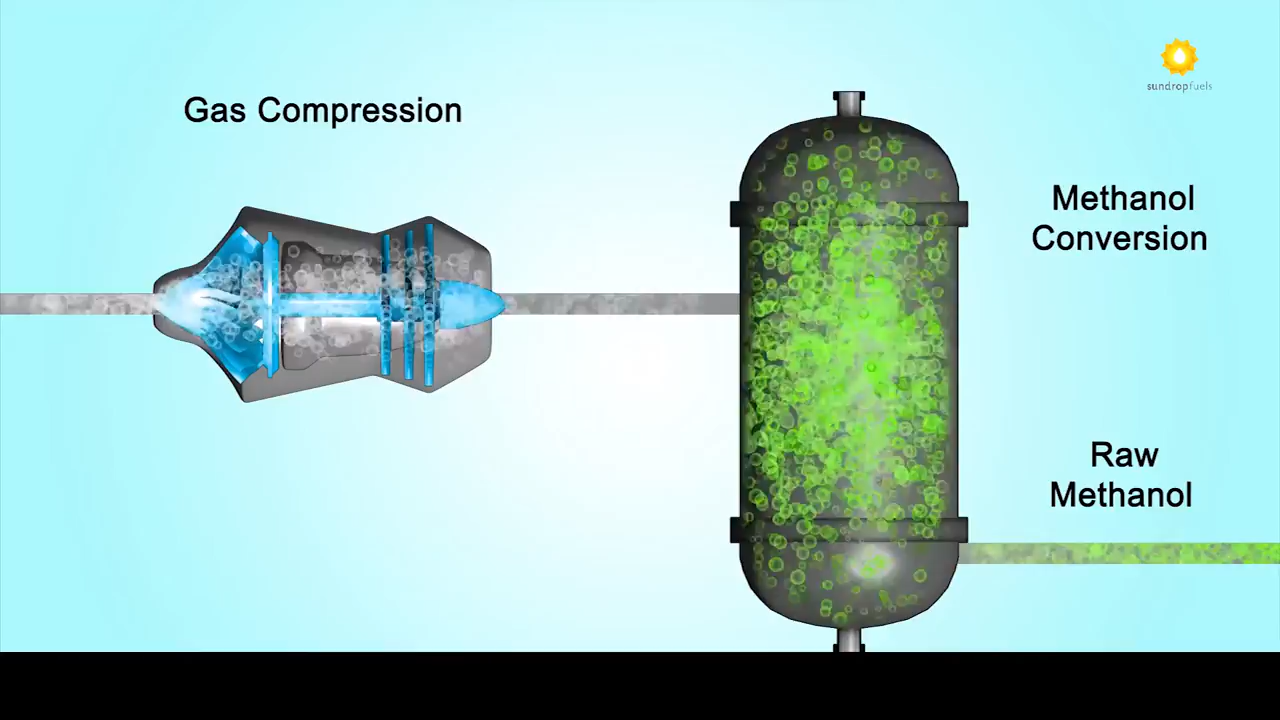 Gas Compression
sundropfuels
Methanol
Conversion
Raw
Methanol